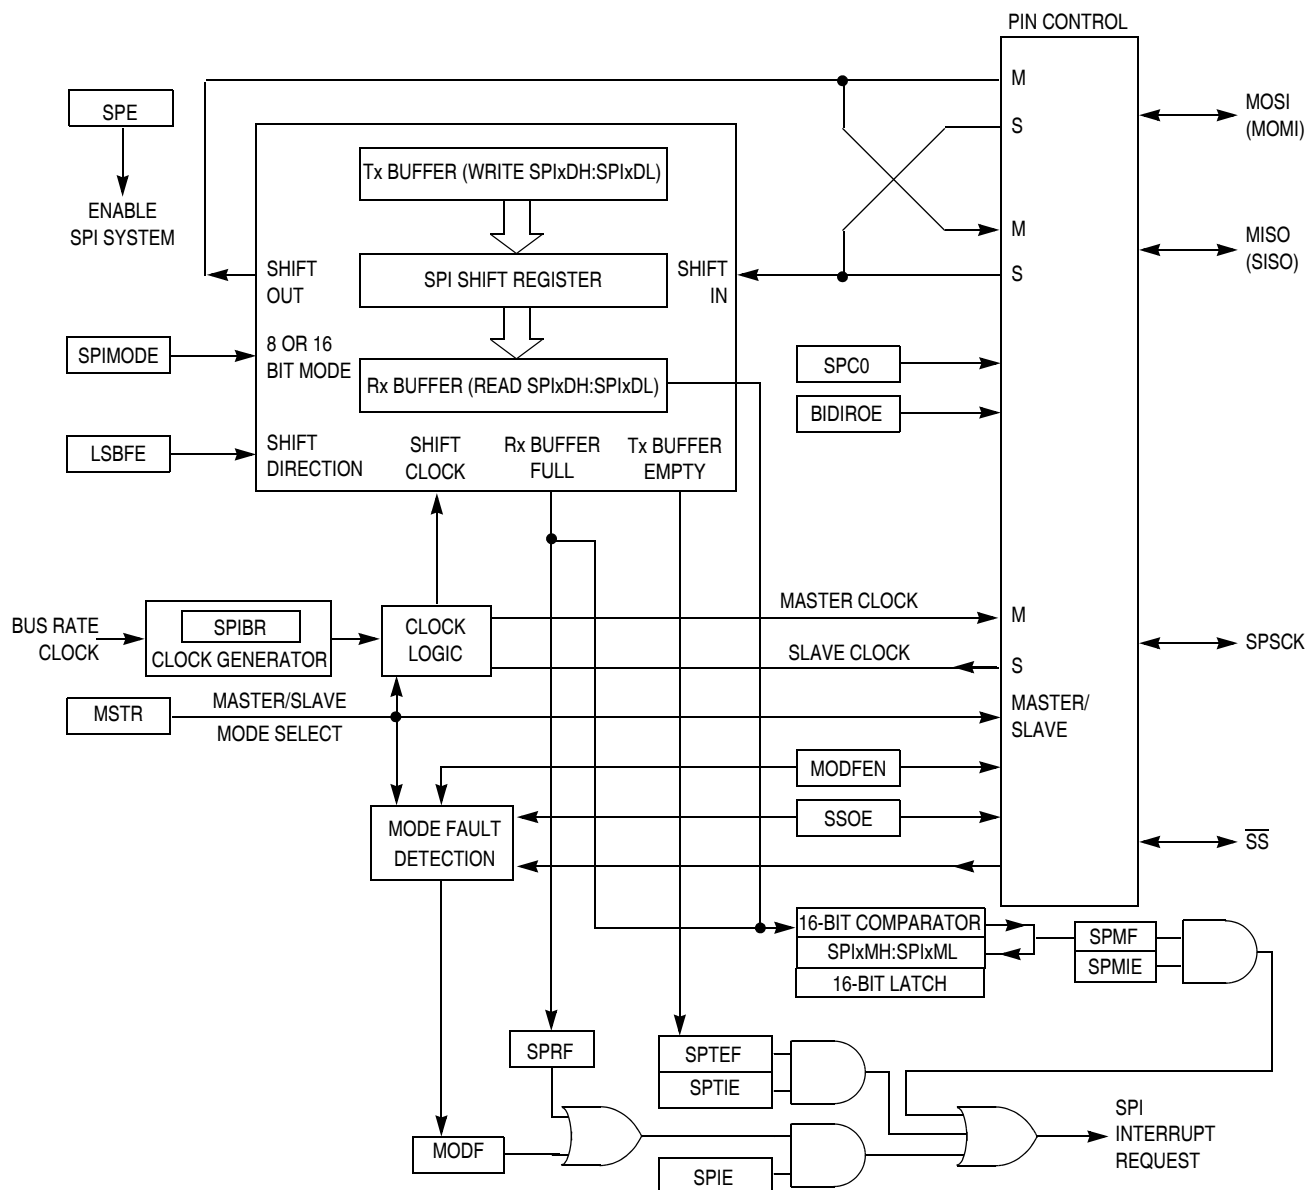 PIN CONTROL
M
SPE
MOSI
(MOMI)
S
Tx BUFFER (WRITE SPIxDH:SPIxDL)
ENABLE
SPI SYSTEM
M
MISO
(SISO)
SHIFT
OUT
SPI SHIFT REGISTER
SHIFT
IN
S
SPIMODE
8 OR 16
BIT MODE
Rx BUFFER (READ SPIxDH:SPIxDL)
SPC0
BIDIROE
LSBFE
SHIFT
DIRECTION
SHIFT
CLOCK
Rx BUFFER
FULL
Tx BUFFER
EMPTY
MASTER CLOCK
M
BUS RATE
CLOCK
SPIBR
CLOCK GENERATOR
CLOCK
LOGIC
SLAVE CLOCK
S
SPSCK
MSTR
MASTER/SLAVE
MODE SELECT
MASTER/
SLAVE
MODFEN
SSOE
MODE FAULT
DETECTION
SS
16-BIT COMPARATOR
SPIxMH:SPIxML
16-BIT LATCH
SPMF
SPMIE
SPRF
SPTEF
SPTIE
MODF
SPIE
SPI
INTERRUPT
REQUEST